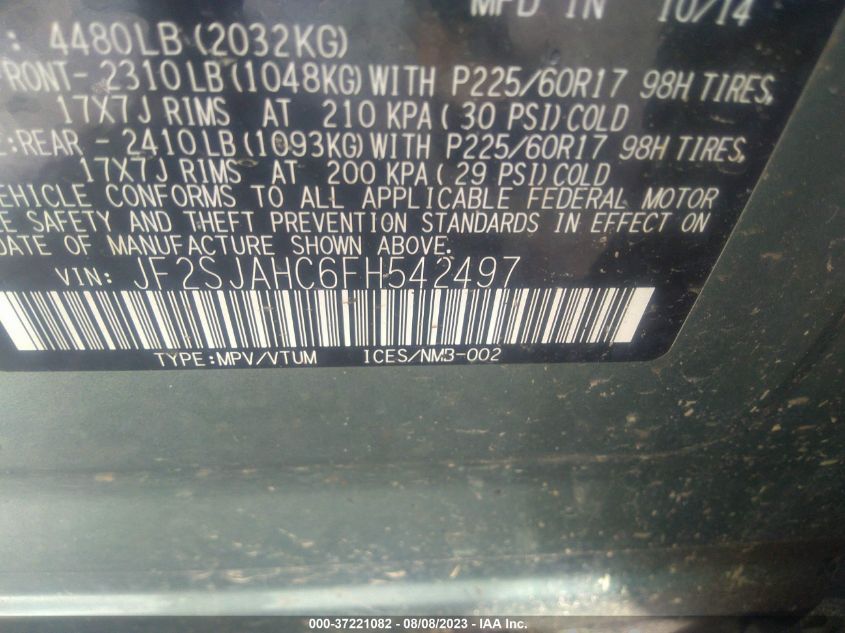 MFD IN 10/14
: 4480LB (2032KG)
FRONT- 2310LB (1048KG) WITH P225/60R17 98H TIRES,
17X7J RIMS AT 210 KPA ( 30 PSI) COLD
E:REAR - 2410LB (1093KG) WITH P225/60R17 98H TIRES,
17X7J RIMS AT 200 KPA ( 29 PSI) COLD
VEHICLE CONFORMS TO ALL APPLICABLE FEDERAL MOTOR
E SAFETY AND THEFT PREVENTION STANDARDS IN EFFECT ON
DATE OF MANUFACTURE SHOWN ABOVE.
VIN: JF2SJAHC6FH542497
TYPE:MPV/VTUM ICES/NMB-002
000-37221082 - 08/08/2023 - © IAA Inc.